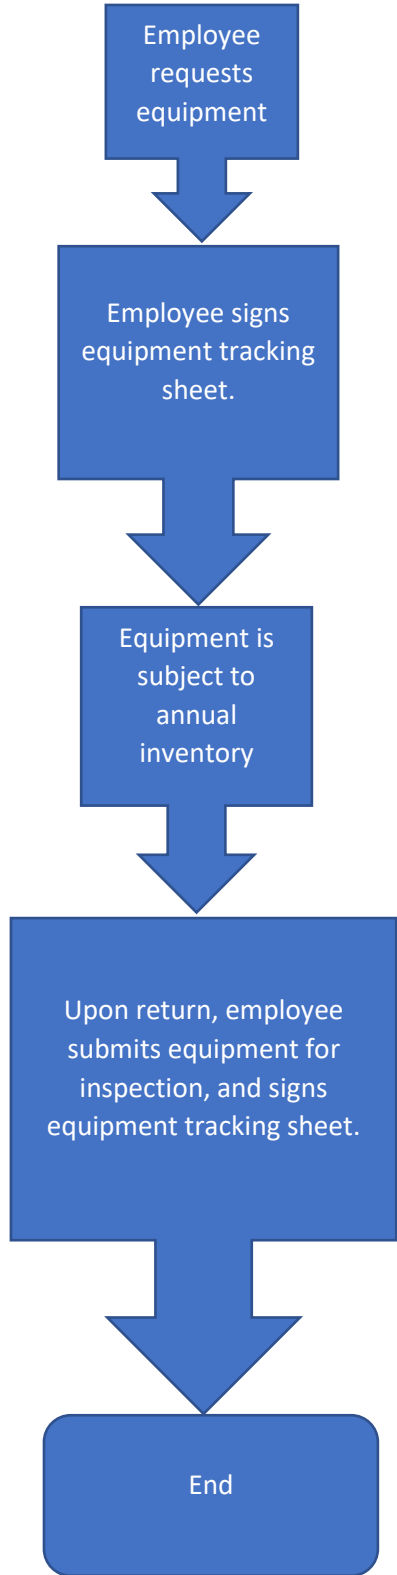 Employee
requests
equipment
Employee signs
equipment tracking
sheet.
Equipment is
subject to
annual
inventory
Upon return, employee
submits equipment for
inspection, and signs
equipment tracking sheet.
End